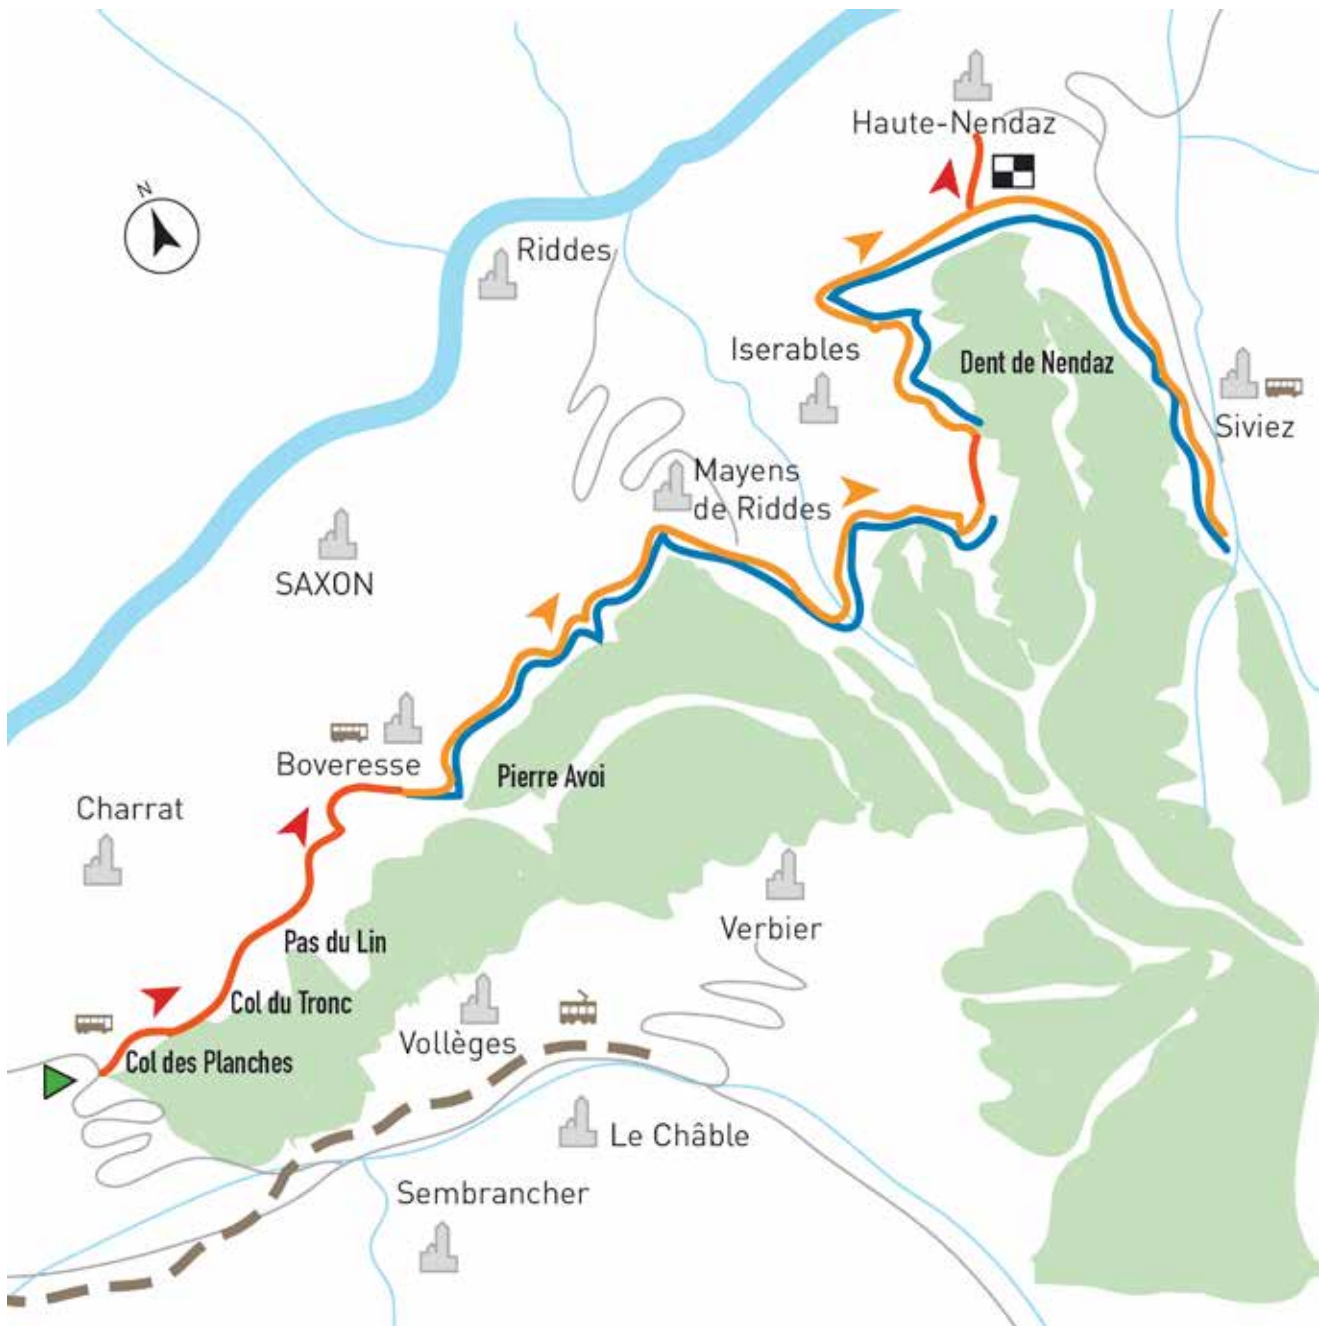 Haute-Nendaz
N
Riddes
Iserables
Dent de Nendaz
Siviez
Mayens
de Riddes
SAXON
Boveresse
Pierre Avoi
Charrat
Verbier
Pas du Lin
Col du Tronc
Vollèges
Col des Planches
Le Châble
Sembrancher